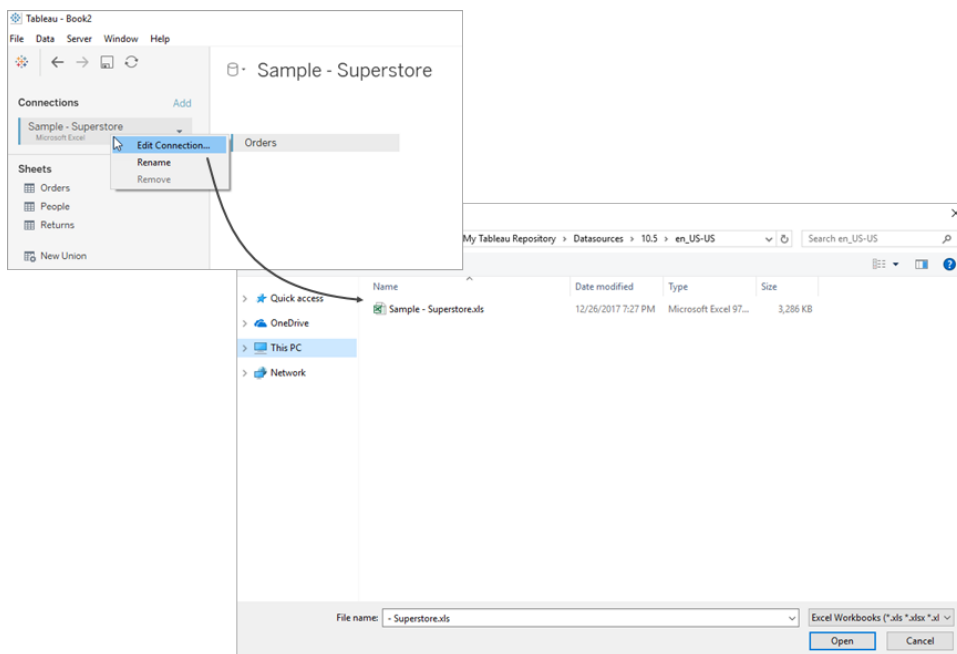 Tableau - Book2
File Data Server Window Help
Sample - Superstore
Connections Add
Sample - Superstore
Microsoft Excel
Edit Connection...
Rename
Remove
Orders
Sheets
Orders
People
Returns
New Union
My Tableau Repository > Datasources > 10.5 > en_US-US
Search en_US-US
Name Date modified Type Size
Sample - Superstore.xls 12/26/2017 7:27 PM Microsoft Excel 97... 3,286 KB
Quick access
OneDrive
This PC
Network
File name: - Superstore.xls Excel Workbooks (*.xls *.xlsx *.xl
Open Cancel